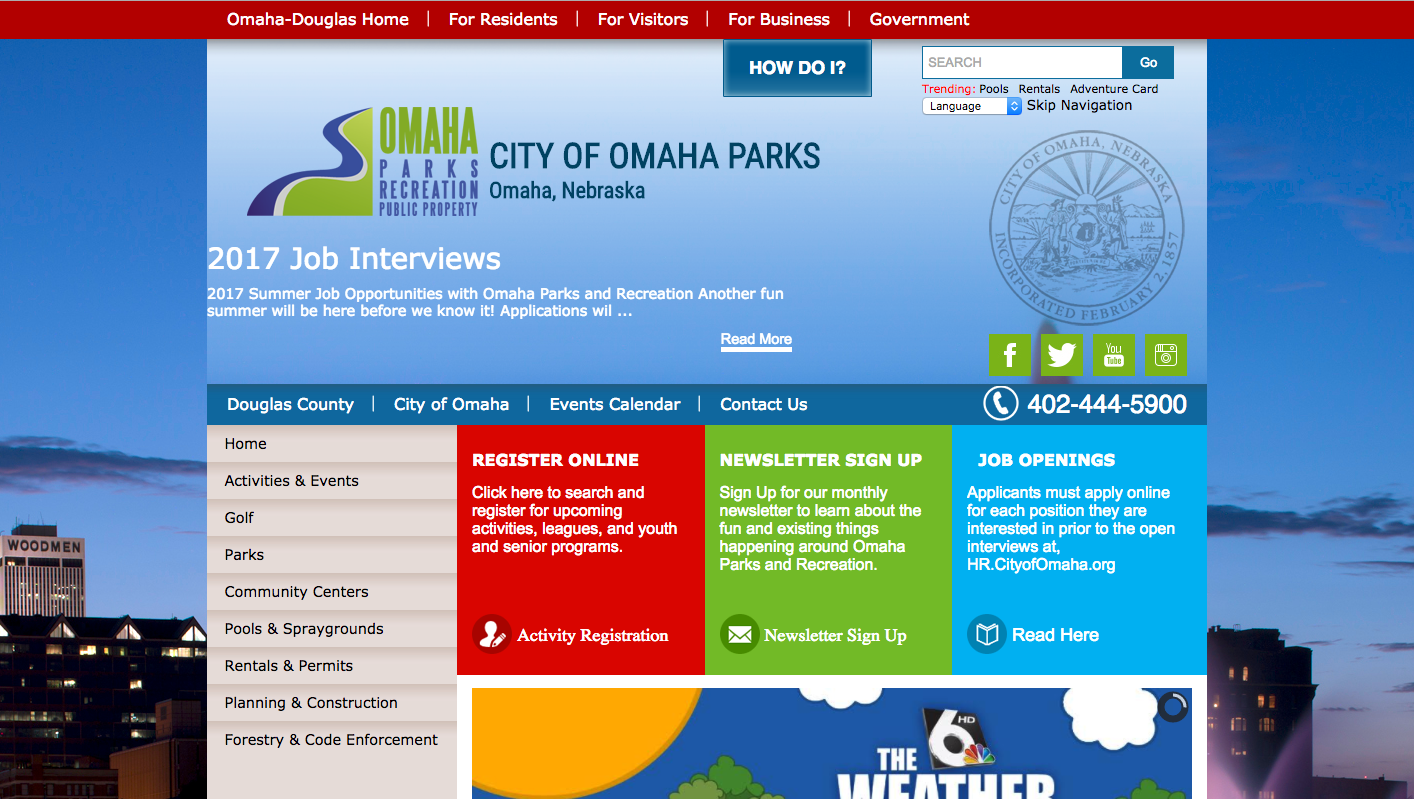 Omaha-Douglas Home | For Residents | For Visitors | For Business | Government
HOW DO I?
SEARCH
Go
Trending: Pools Rentals Adventure Card
Language
Skip Navigation
OMAHA
PARKS
RECREATION
PUBLIC PROPERTY
CITY OF OMAHA PARKS
Omaha, Nebraska
CITY OF OMAHA, NEBRASKA
INCORPORATED FEBRUARY 2, 1857
2017 Job Interviews
2017 Summer Job Opportunities with Omaha Parks and Recreation Another fun
summer will be here before we know it! Applications wil ...
Read More
f
You
Tube
Douglas County | City of Omaha | Events Calendar | Contact Us
402-444-5900
Home
Activities & Events
Golf
Parks
Community Centers
Pools & Spraygrounds
Rentals & Permits
Planning & Construction
Forestry & Code Enforcement
REGISTER ONLINE
Click here to search and
register for upcoming
activities, leagues, and youth
and senior programs.
Activity Registration
NEWSLETTER SIGN UP
Sign Up for our monthly
newsletter to learn about the
fun and existing things
happening around Omaha
Parks and Recreation.
Newsletter Sign Up
JOB OPENINGS
Applicants must apply online
for each position they are
interested in prior to the open
interviews at,
HR.CityofOmaha.org
Read Here
WOODMEN
6 HD
THE
WEATHER